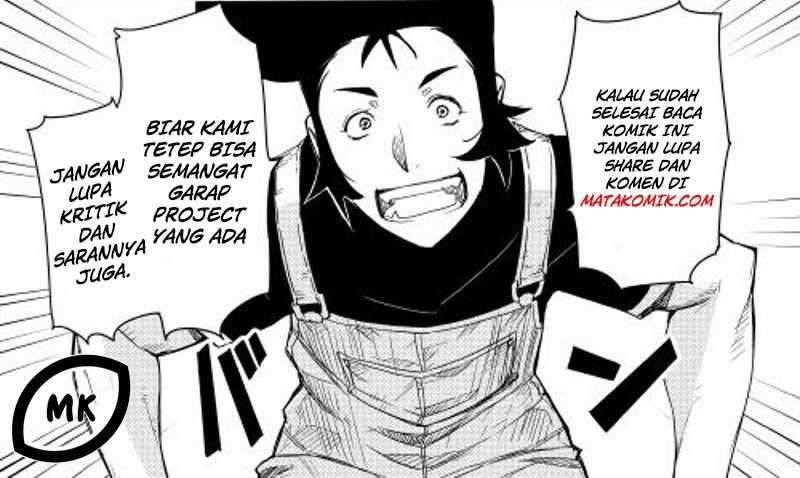 KALAU SUDAH
SELESAI BACA
KOMIK INI
JANGAN LUPA
SHARE DAN
KOMEN DI
MATAKOMIK.COM
BIAR KAMI
TETEP BISA
SEMANGAT
GARAP
PROJECT
YANG ADA
JANGAN
LUPA
KRITIK
DAN
SARANNYA
JUGA.
バン
MK